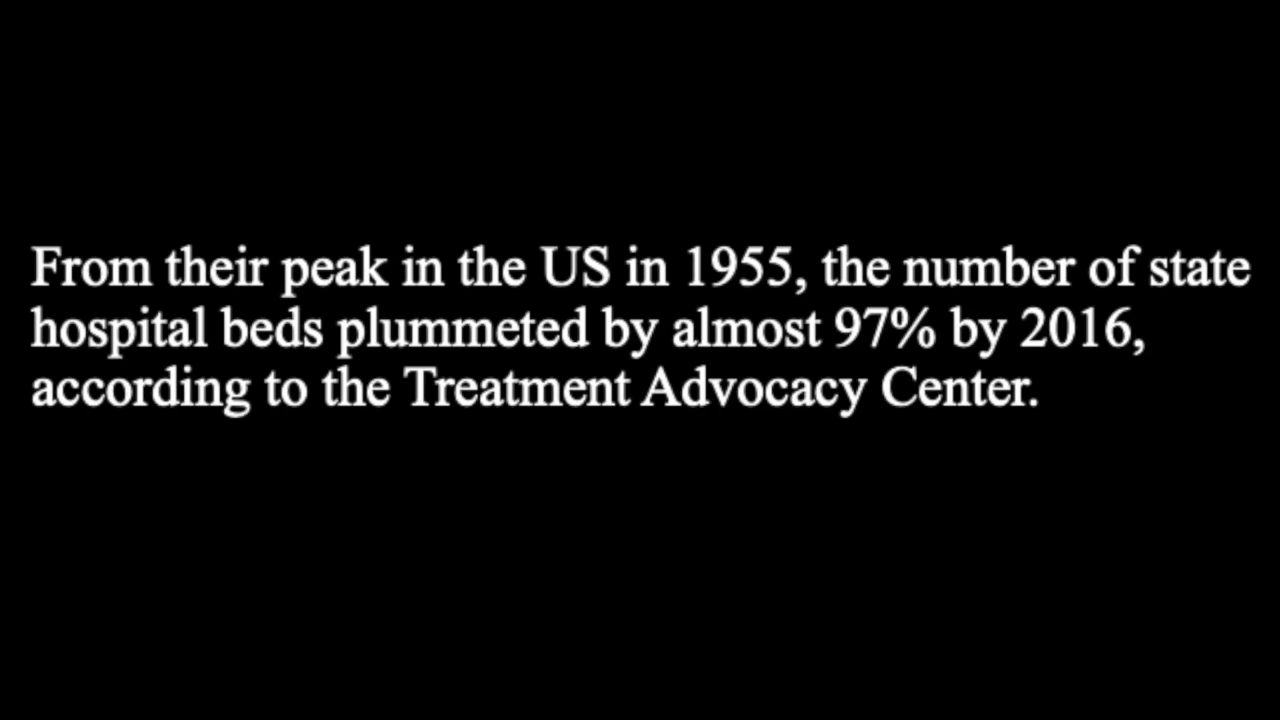 From their peak in the US in 1955, the number of state
hospital beds plummeted by almost 97% by 2016,
according to the Treatment Advocacy Center.